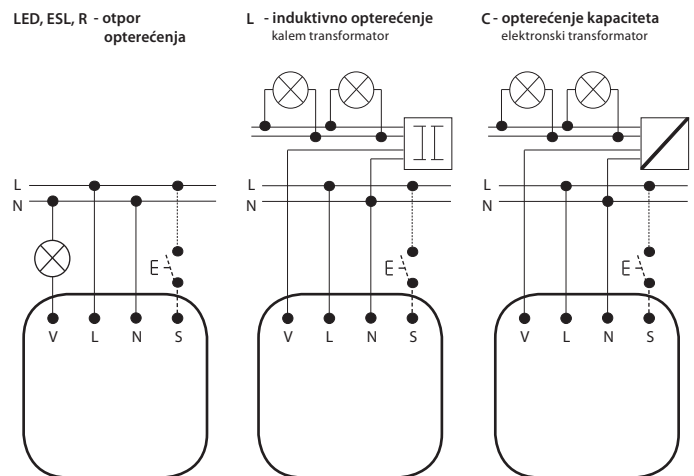 LED, ESL, R - otpor
opterećenja
L - induktivno opterećenje
kalem transformator
C - opterećenje kapaciteta
elektronski transformator
L
N
E
V L N S
L
N
E
V L N S
L
N
E
V L N S